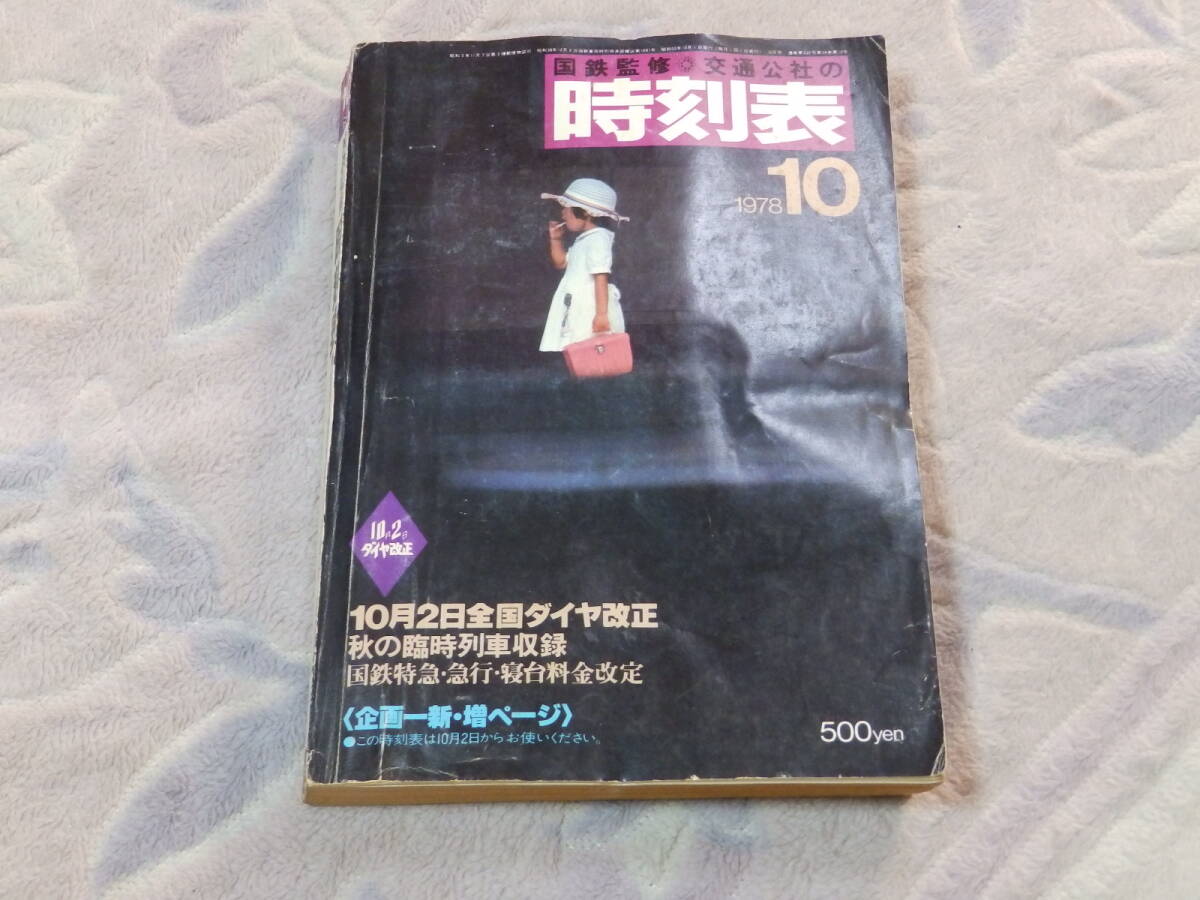 国鉄監修 交通公社の
時刻表
1978 10
10月2日
ダイヤ改正
10月2日全国ダイヤ改正
秋の臨時列車収録
国鉄特急・急行・寝台料金改定
〈企画一新・増ページ〉
●この時刻表は10月2日からお使いください。
500yen